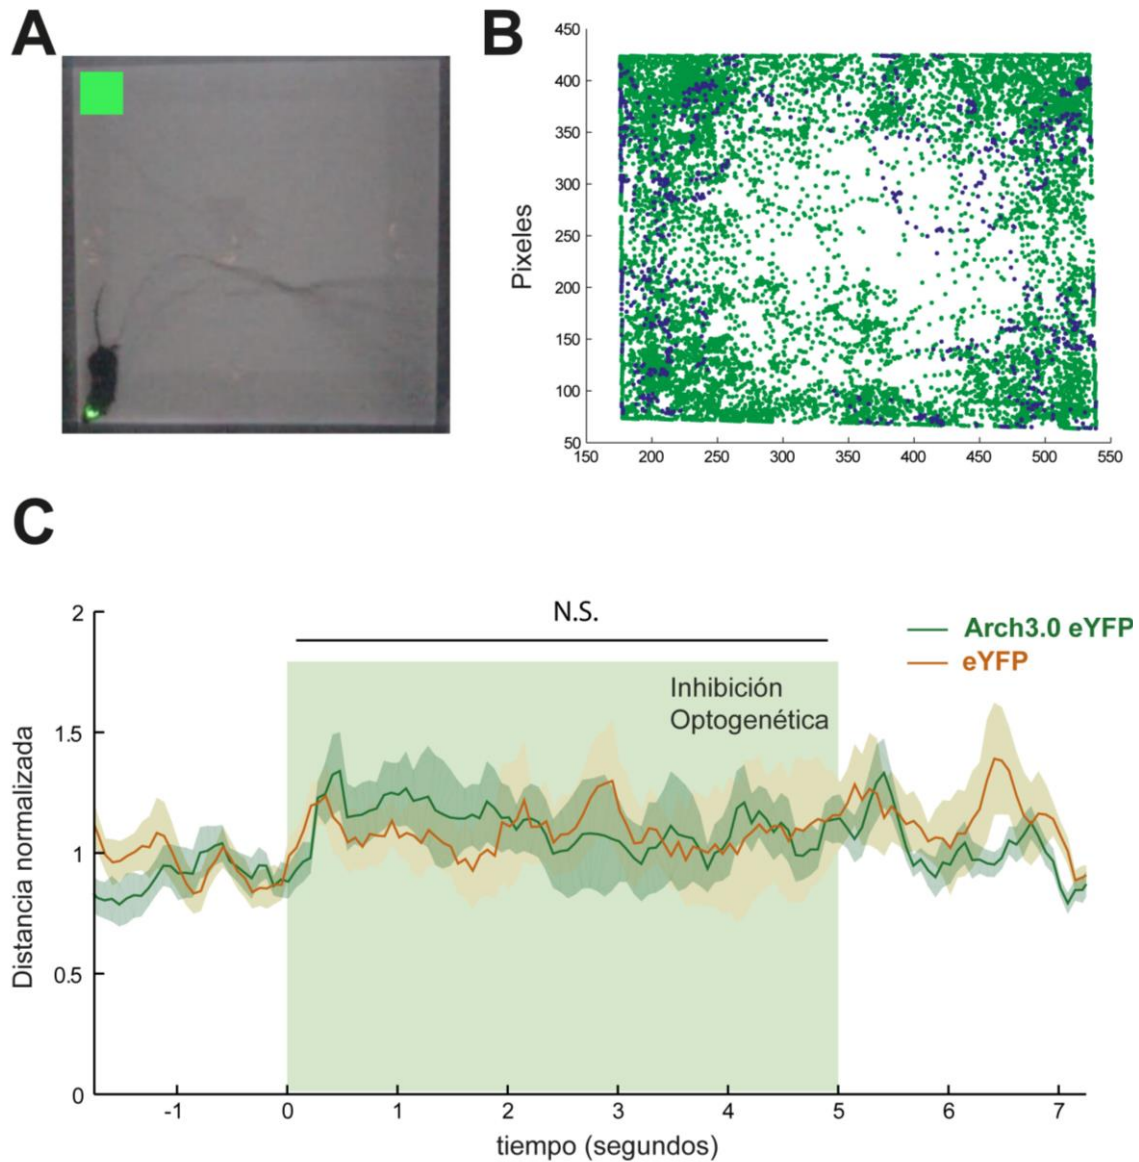 A
B
450
400
350
300
250
200
150
100
50
Pixeles
150 200 250 300 350 400 450 500 550
C
2
1.5
1
0.5
0
Distancia normalizada
N.S.
Inhibición
Optogenética
Arch3.0 eYFP
eYFP
-1 0 1 2 3 4 5 6 7
tiempo (segundos)